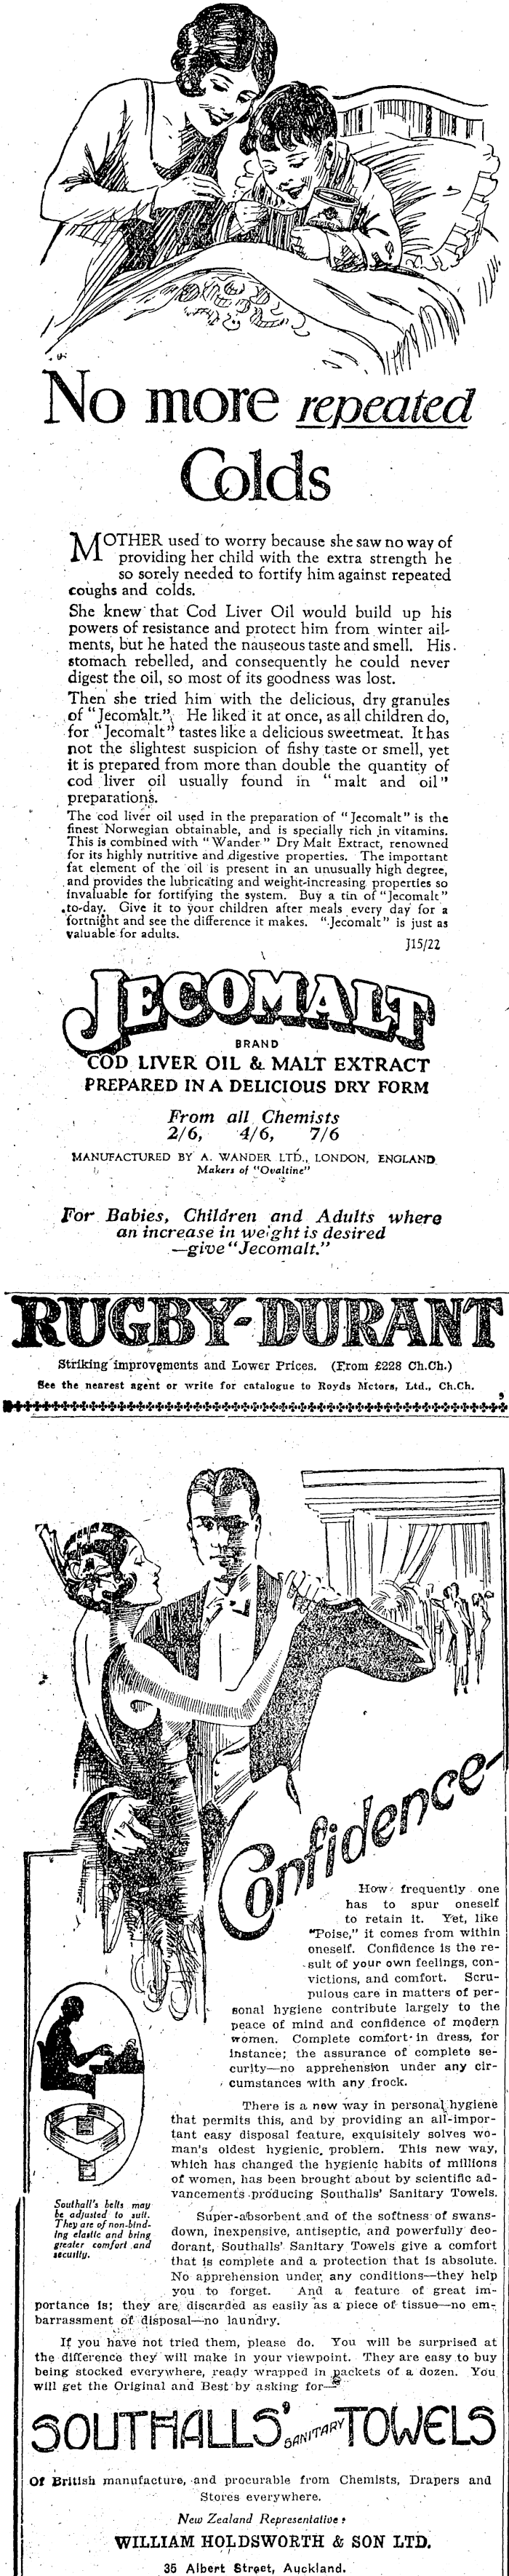 No more repeated
Colds
MOTHER used to worry because she saw no way of
providing her child with the extra strength he
so sorely needed to fortify him against repeated
coughs and colds.
She knew that Cod Liver Oil would build up his
powers of resistance and protect him from winter ail-
ments, but he hated the nauseous taste and smell. His
stomach rebelled, and consequently he could never
digest the oil, so most of its goodness was lost.
Then she tried him with the delicious, dry granules
of "Jecomalt." He liked it at once, as all children do,
for "Jecomalt" tastes like a delicious sweetmeat. It has
not the slightest suspicion of fishy taste or smell, yet
it is prepared from more than double the quantity of
cod liver oil usually found in "malt and oil"
preparations.
The cod liver oil used in the preparation of "Jecomalt" is the
finest Norwegian obtainable, and is specially rich in vitamins.
This is combined with "Wander" Dry Malt Extract, renowned
for its highly nutritive and digestive properties. The important
fat element of the oil is present in an unusually high degree,
and provides the lubricating and weight-increasing properties so
invaluable for fortifying the system. Buy a tin of "Jecomalt"
to-day. Give it to your children after meals every day for a
fortnight and see the difference it makes. "Jecomalt" is just as
valuable for adults.
J15/22
JECOMALT
BRAND
COD LIVER OIL & MALT EXTRACT
PREPARED IN A DELICIOUS DRY FORM
From all Chemists
2/6, 4/6, 7/6
MANUFACTURED BY A. WANDER LTD., LONDON, ENGLAND
Makers of "Ovaltine"
For Babies, Children and Adults where
an increase in weight is desired
—give "Jecomalt."
RUGBY-DURANT
Striking improvements and Lower Prices. (From £228 Ch.Ch.)
See the nearest agent or write for catalogue to Royds Motors, Ltd., Ch.Ch.
9
Confidence—
How frequently one
has to spur oneself
to retain it. Yet, like
"Poise," it comes from within
oneself. Confidence is the re-
sult of your own feelings, con-
victions, and comfort. Scru-
pulous care in matters of per-
sonal hygiene contribute largely to the
peace of mind and confidence of modern
women. Complete comfort in dress, for
instance; the assurance of complete se-
curity—no apprehension under any cir-
cumstances with any frock.
There is a new way in personal hygiene
that permits this, and by providing an all-impor-
tant easy disposal feature, exquisitely solves wo-
man's oldest hygienic problem. This new way,
which has changed the hygienic habits of millions
of women, has been brought about by scientific ad-
vancements producing Southalls' Sanitary Towels.
Southall's belts may
be adjusted to suit.
They are of non-bind-
ing elastic and bring
greater comfort and
security.
Super-absorbent and of the softness of swans-
down, inexpensive, antiseptic, and powerfully deo-
dorant, Southalls' Sanitary Towels give a comfort
that is complete and a protection that is absolute.
No apprehension under any conditions—they help
you to forget. And a feature of great im-
portance is; they are discarded as easily as a piece of tissue—no em-
barrassment of disposal—no laundry.
If you have not tried them, please do. You will be surprised at
the difference they will make in your viewpoint. They are easy to buy
being stocked everywhere, ready wrapped in packets of a dozen. You
will get the Original and Best by asking for—
SOUTHALLS' SANITARY TOWELS
Of British manufacture, and procurable from Chemists, Drapers and
Stores everywhere.
New Zealand Representative:
WILLIAM HOLDSWORTH & SON LTD.
35 Albert Street, Auckland.